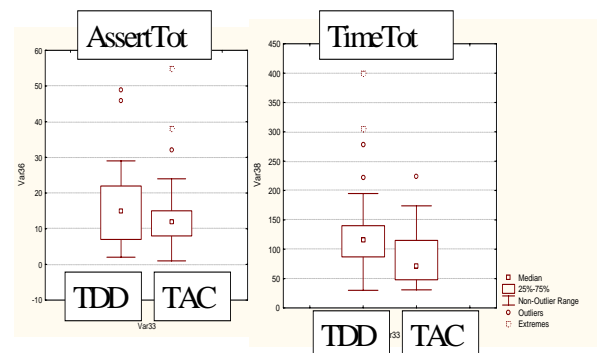 AssertTot
TimeTot
60
50
40
30
20
10
0
-10
Var36
TDD
TAC
Var33
450
400
350
300
250
200
150
100
50
0
Var38
TDD
TAC
r33
Median
25%-75%
Non-Outlier Range
Outliers
Extremes